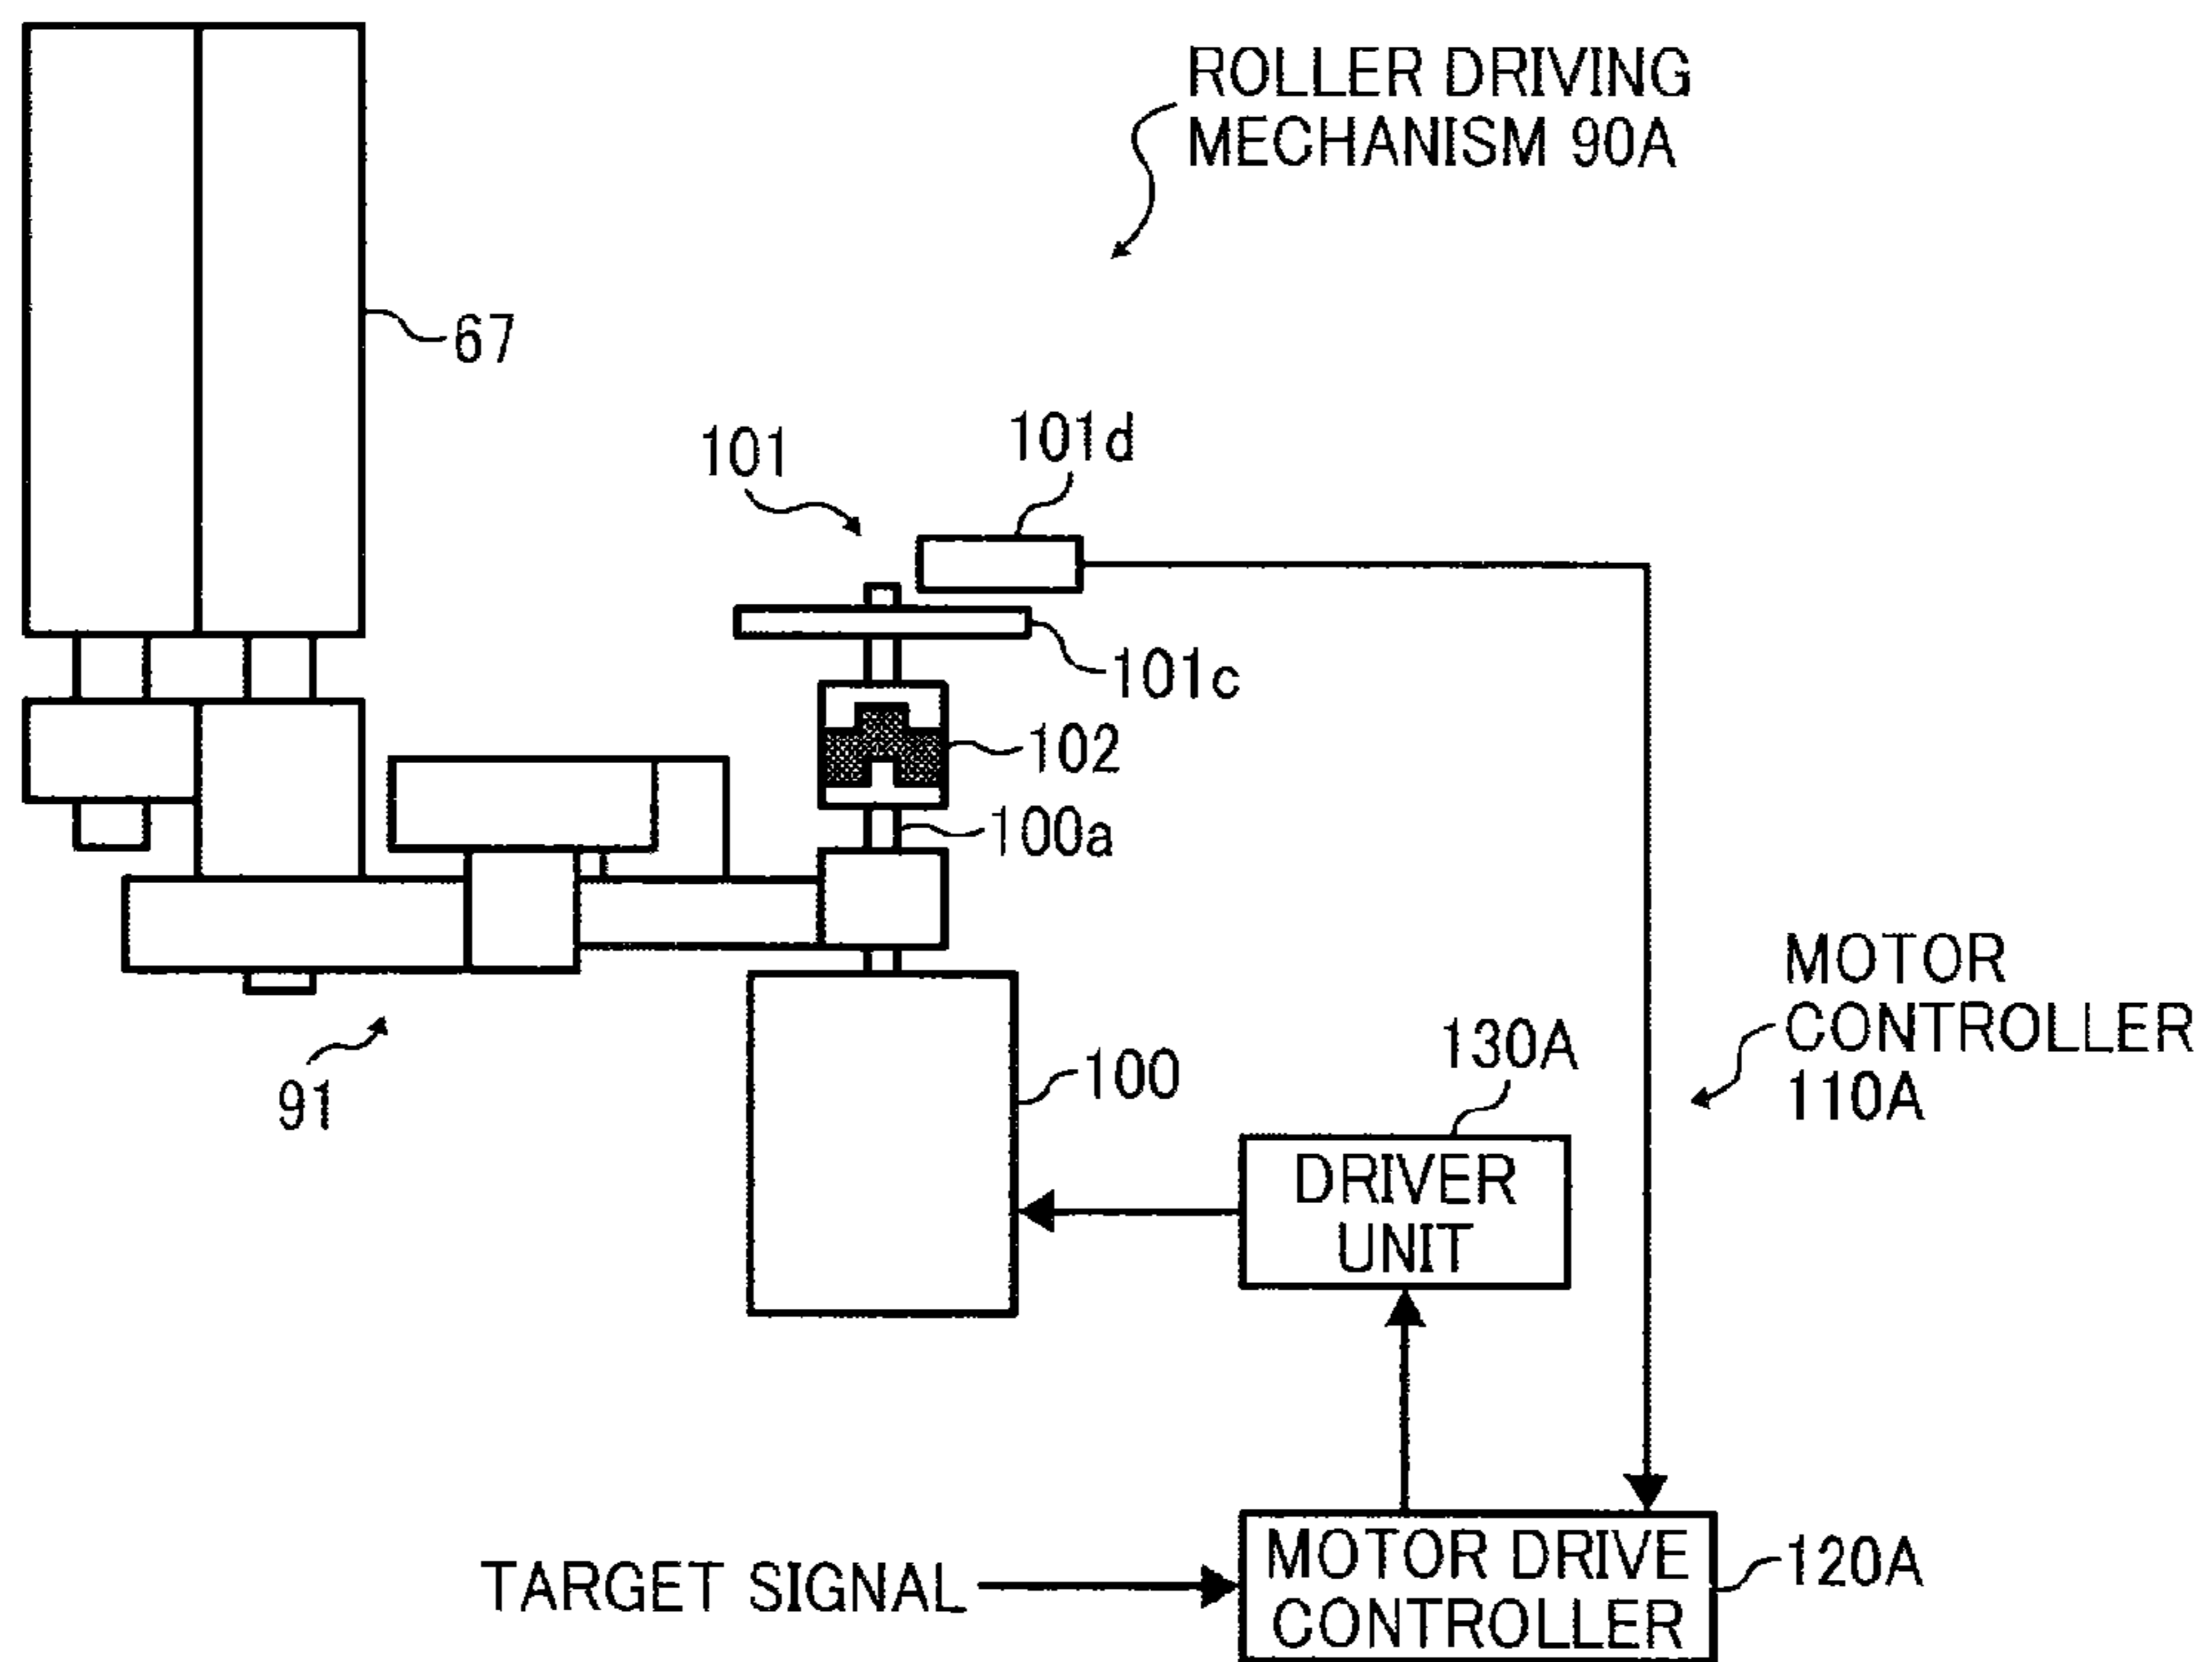 ROLLER DRIVING
MECHANISM 90A
67
101
101d
101c
102
100a
91
100
130A
MOTOR
CONTROLLER
110A
DRIVER
UNIT
TARGET SIGNAL
MOTOR DRIVE
CONTROLLER
120A